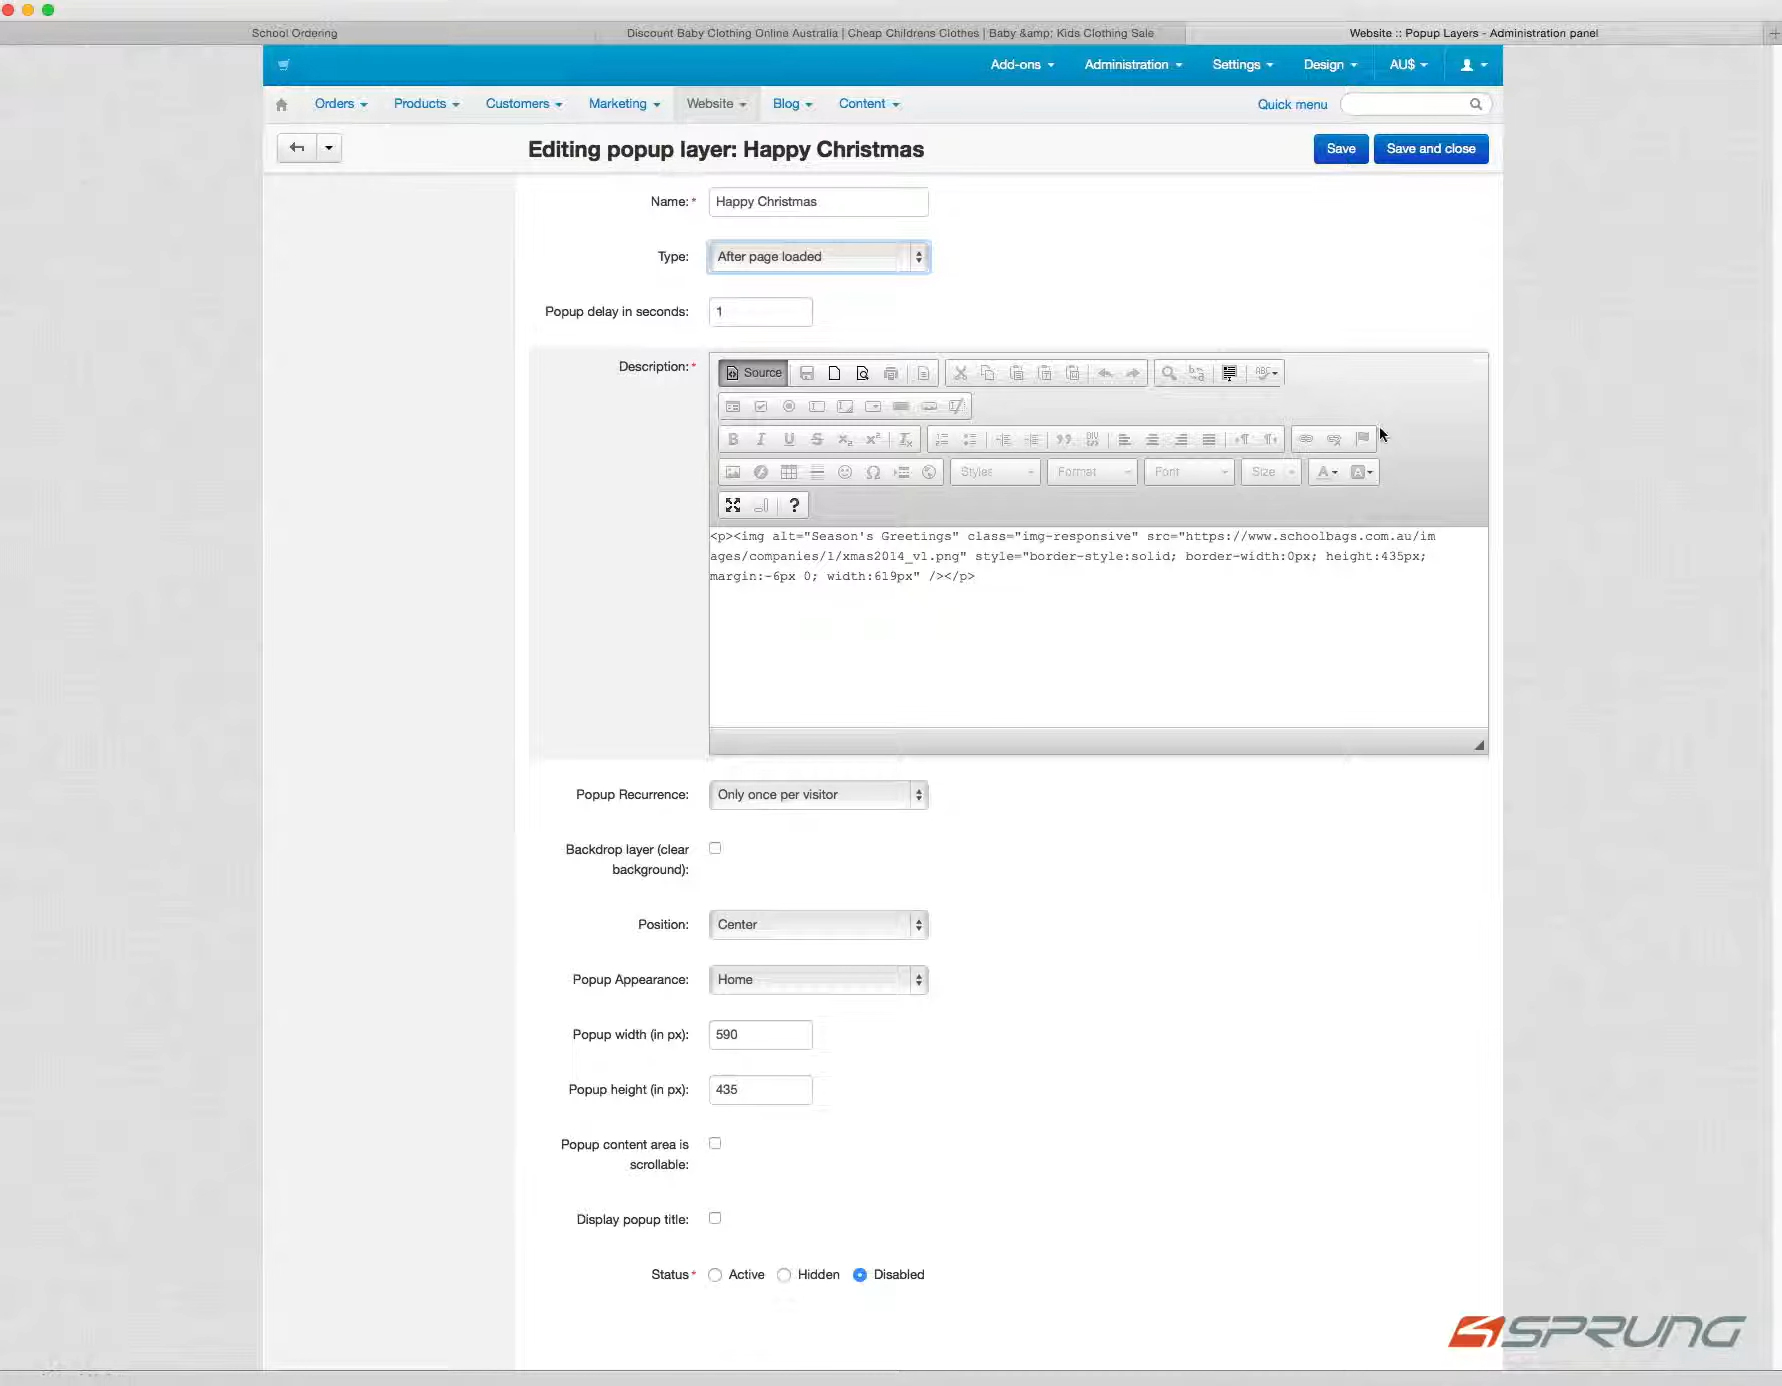 School Ordering
Discount Baby Clothing Online Australia | Cheap Childrens Clothes | Baby &amp; Kids Clothing Sale
Website :: Popup Layers - Administration panel
Add-ons
Administration
Settings
Design
AU$
Orders
Products
Customers
Marketing
Website
Blog
Content
Quick menu
Editing popup layer: Happy Christmas
Save
Save and close
Name:*
Happy Christmas
Type:
After page loaded
Popup delay in seconds:
1
Description:*
Source
ABC
B I U S x₂ x² Tx
DIV
Styles
Format
Font
Size
A
A
?
<p><img alt="Season's Greetings" class="img-responsive" src="https://www.schoolbags.com.au/im
ages/companies/1/xmas2014_v1.png" style="border-style:solid; border-width:0px; height:435px;
margin:-6px 0; width:619px" /></p>
Popup Recurrence:
Only once per visitor
Backdrop layer (clear
background):
Position:
Center
Popup Appearance:
Home
Popup width (in px):
590
Popup height (in px):
435
Popup content area is
scrollable:
Display popup title:
Status*
Active
Hidden
Disabled
SPRUNG